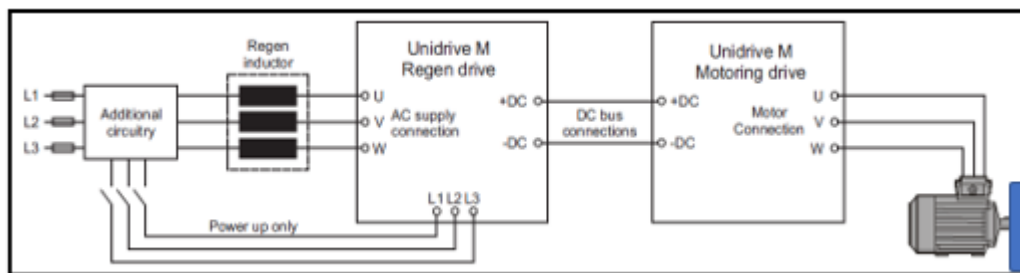 Regen
inductor
Unidrive M
Regen drive
Unidrive M
Motoring drive
L1
L2
L3
Additional
circuitry
U
V
W
AC supply
connection
+DC
-DC
DC bus
connections
+DC
-DC
Motor
Connection
U
V
W
L1 L2 L3
Power up only